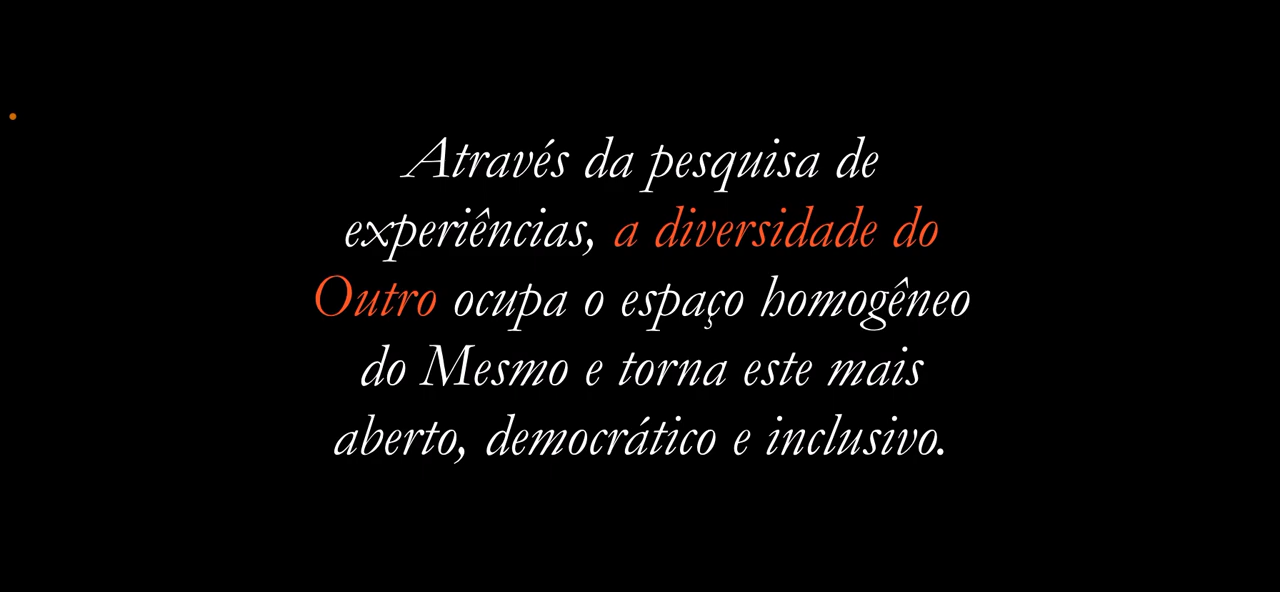 Através da pesquisa de
experiências, a diversidade do
Outro ocupa o espaço homogêneo
do Mesmo e torna este mais
aberto, democrático e inclusivo.